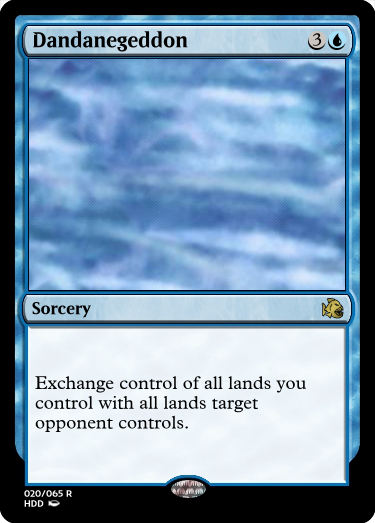 Dandanegeddon 3
Sorcery
Exchange control of all lands you
control with all lands target
opponent controls.
020/065 R
HDD